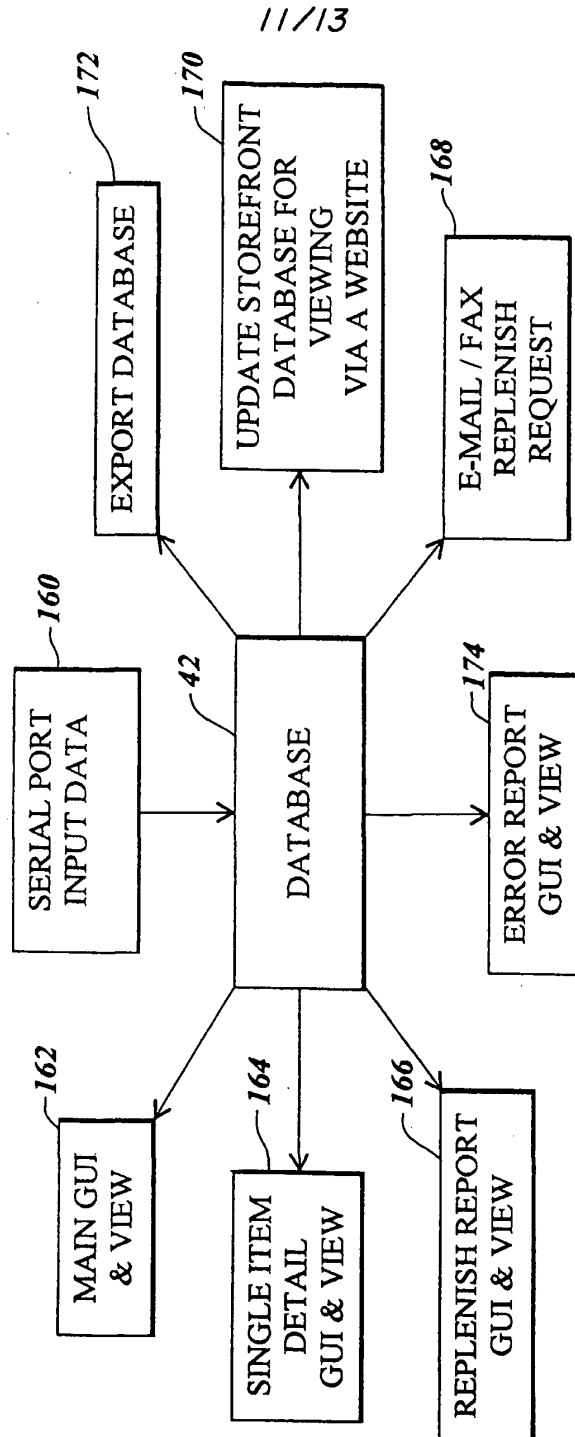 11/13
162
MAIN GUI
& VIEW
160
SERIAL PORT
INPUT DATA
172
EXPORT DATABASE
164
SINGLE ITEM
DETAIL
GUI & VIEW
42
DATABASE
170
UPDATE STOREFRONT
DATABASE FOR
VIEWING
VIA A WEBSITE
166
REPLENISH REPORT
GUI & VIEW
174
ERROR REPORT
GUI & VIEW
168
E-MAIL / FAX
REPLENISH
REQUEST